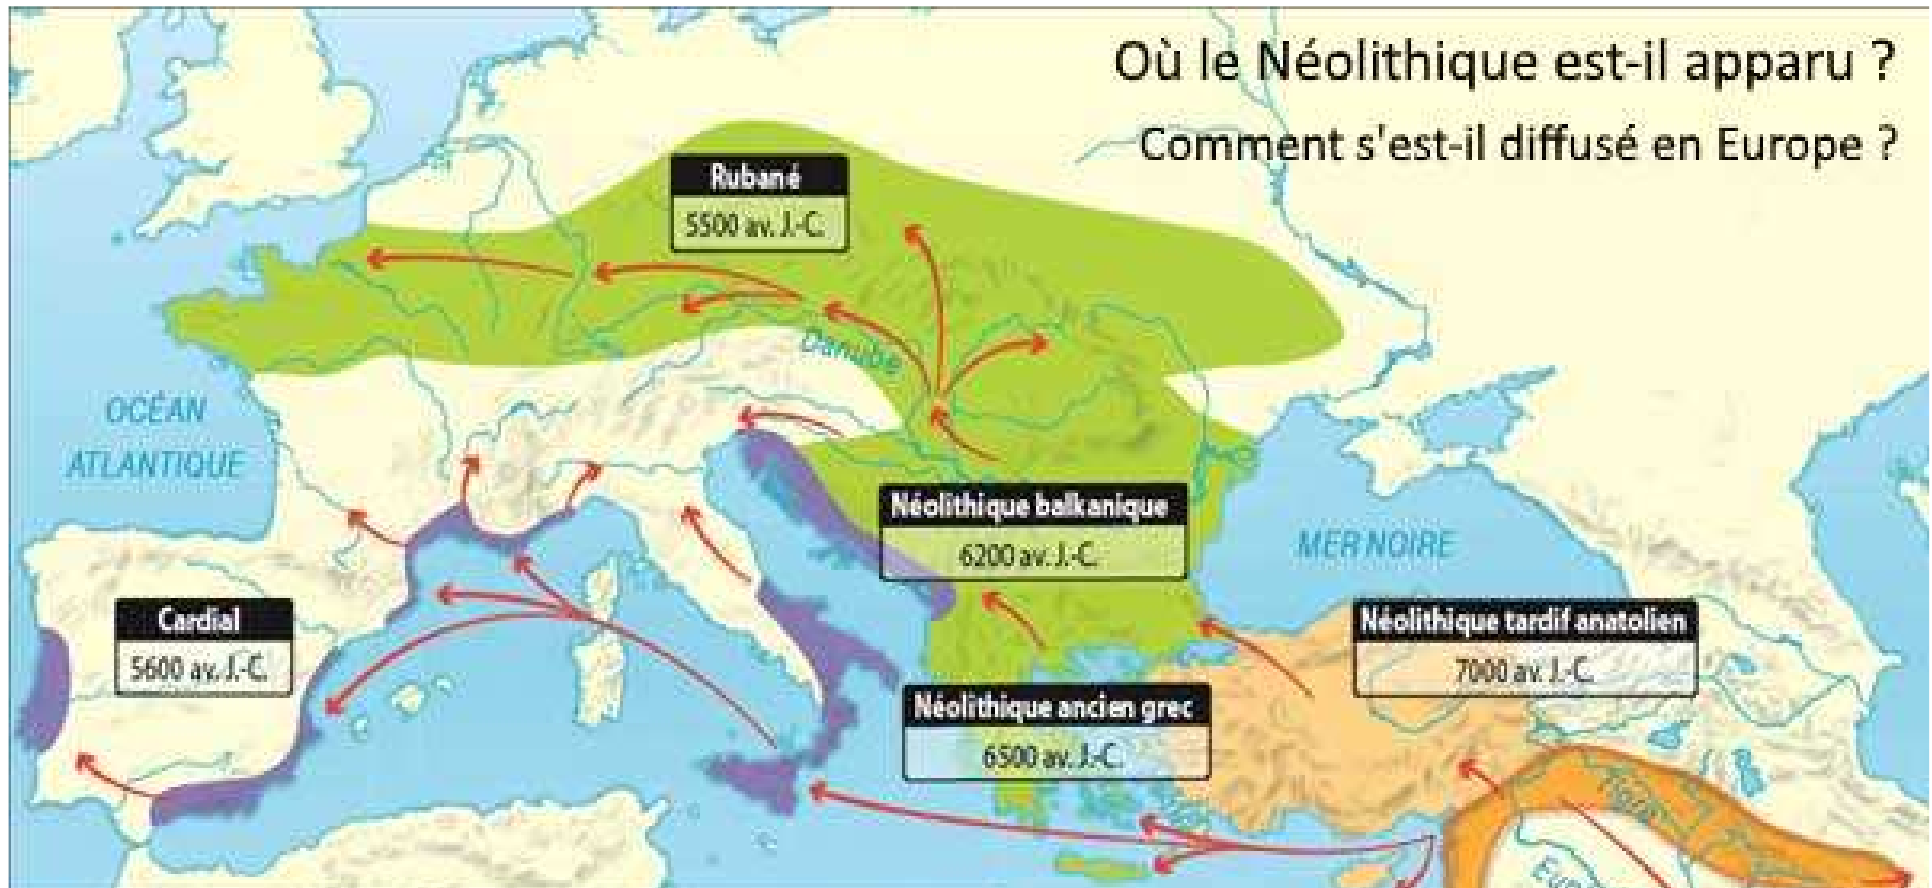 Où le Néolithique est-il apparu ?
Comment s'est-il diffusé en Europe ?
Rubané
5500 av. J.-C.
Danube
OCÉAN
ATLANTIQUE
Néolithique balkanique
6200 av. J.-C.
MER NOIRE
Cardial
5600 av. J.-C.
Néolithique tardif anatolien
7000 av. J.-C.
Néolithique ancien grec
6500 av. J.-C.